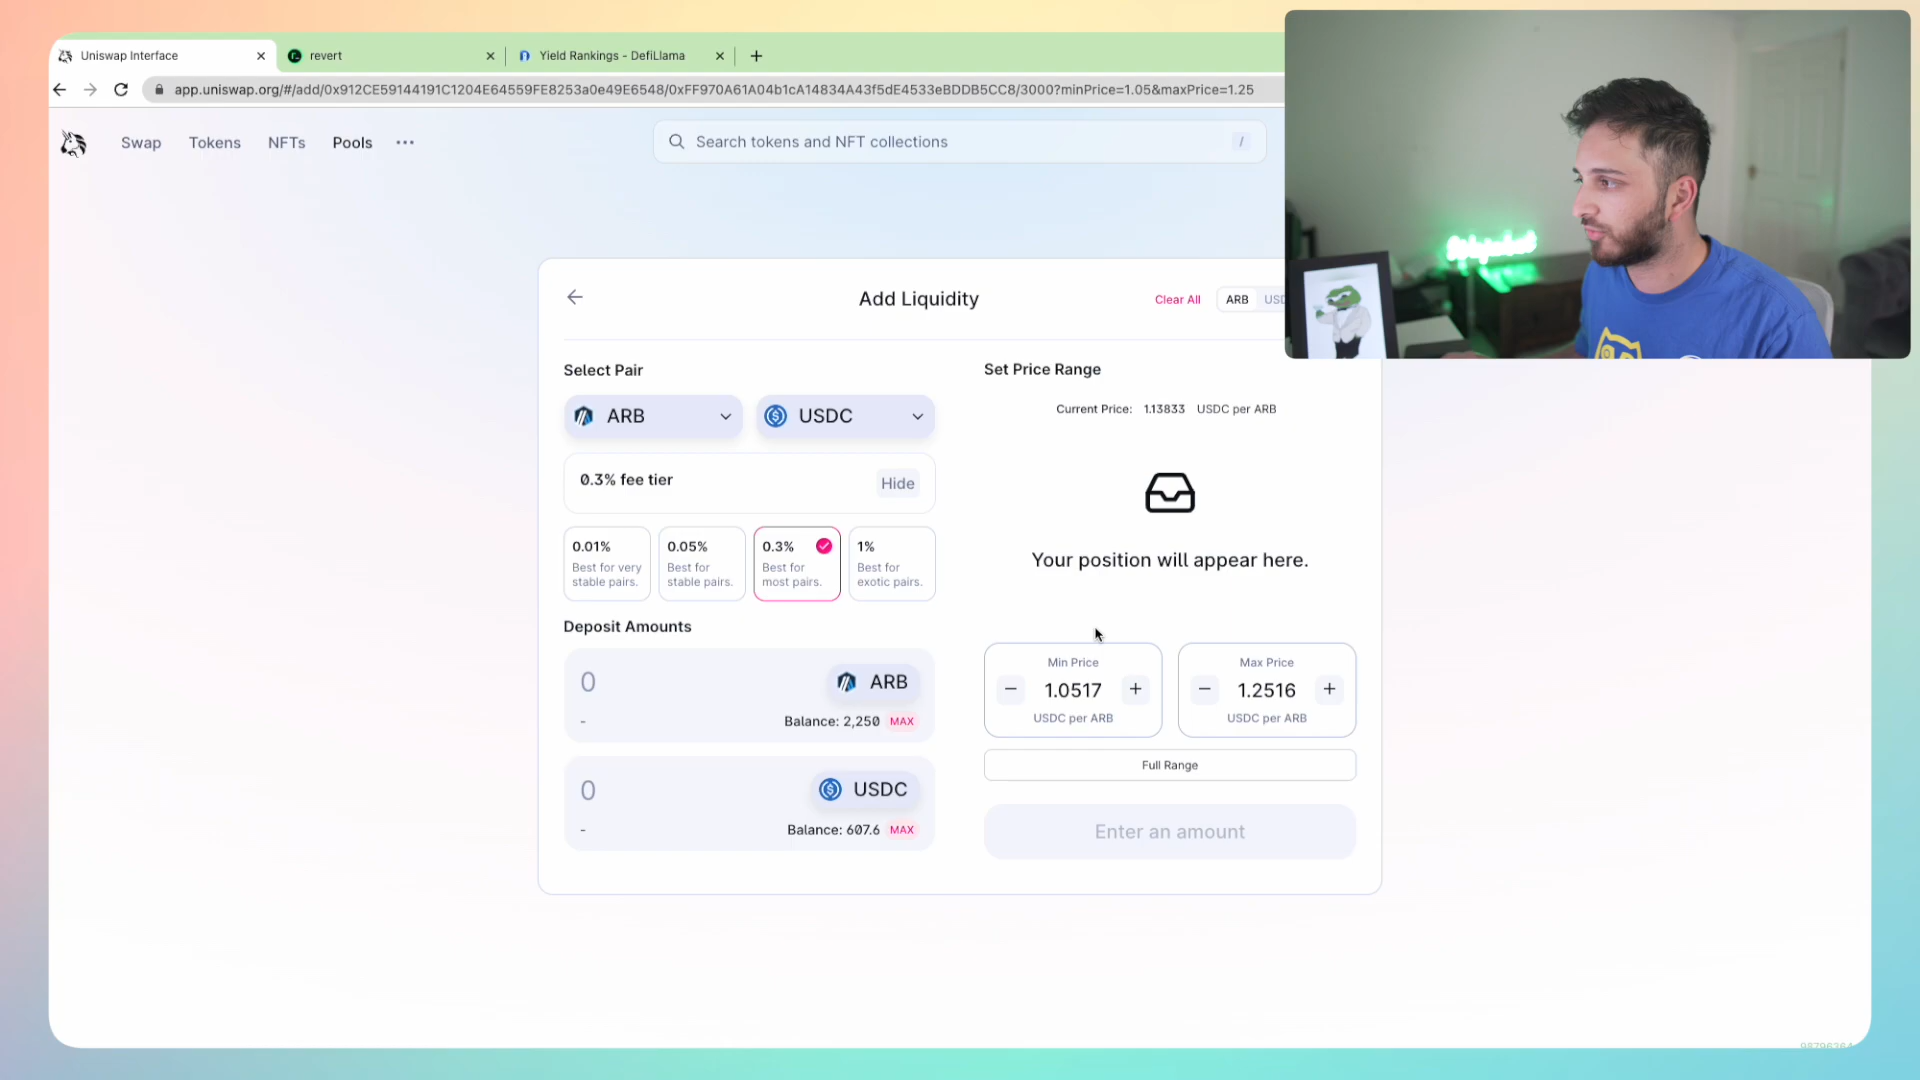 Uniswap Interface
revert
Yield Rankings - DefiLlama
app.uniswap.org/#/add/0x912CE59144191C1204E64559FE8253a0e49E6548/0xFF970A61A04b1cA14834A43f5dE4533eBDDB5CC8/3000?minPrice=1.05&maxPrice=1.25
Swap
Tokens
NFTs
Pools
Search tokens and NFT collections
/
Add Liquidity
Clear All
ARB
Select Pair
ARB
USDC
0.3% fee tier
Hide
0.01%
Best for very
stable pairs.
0.05%
Best for
stable pairs.
0.3%
Best for
most pairs.
1%
Best for
exotic pairs.
Deposit Amounts
0
ARB
-
Balance: 2,250 MAX
0
USDC
-
Balance: 607.6 MAX
Set Price Range
Current Price: 1.13833 USDC per ARB
Your position will appear here.
Min Price
1.0517
USDC per ARB
Max Price
1.2516
USDC per ARB
Full Range
Enter an amount